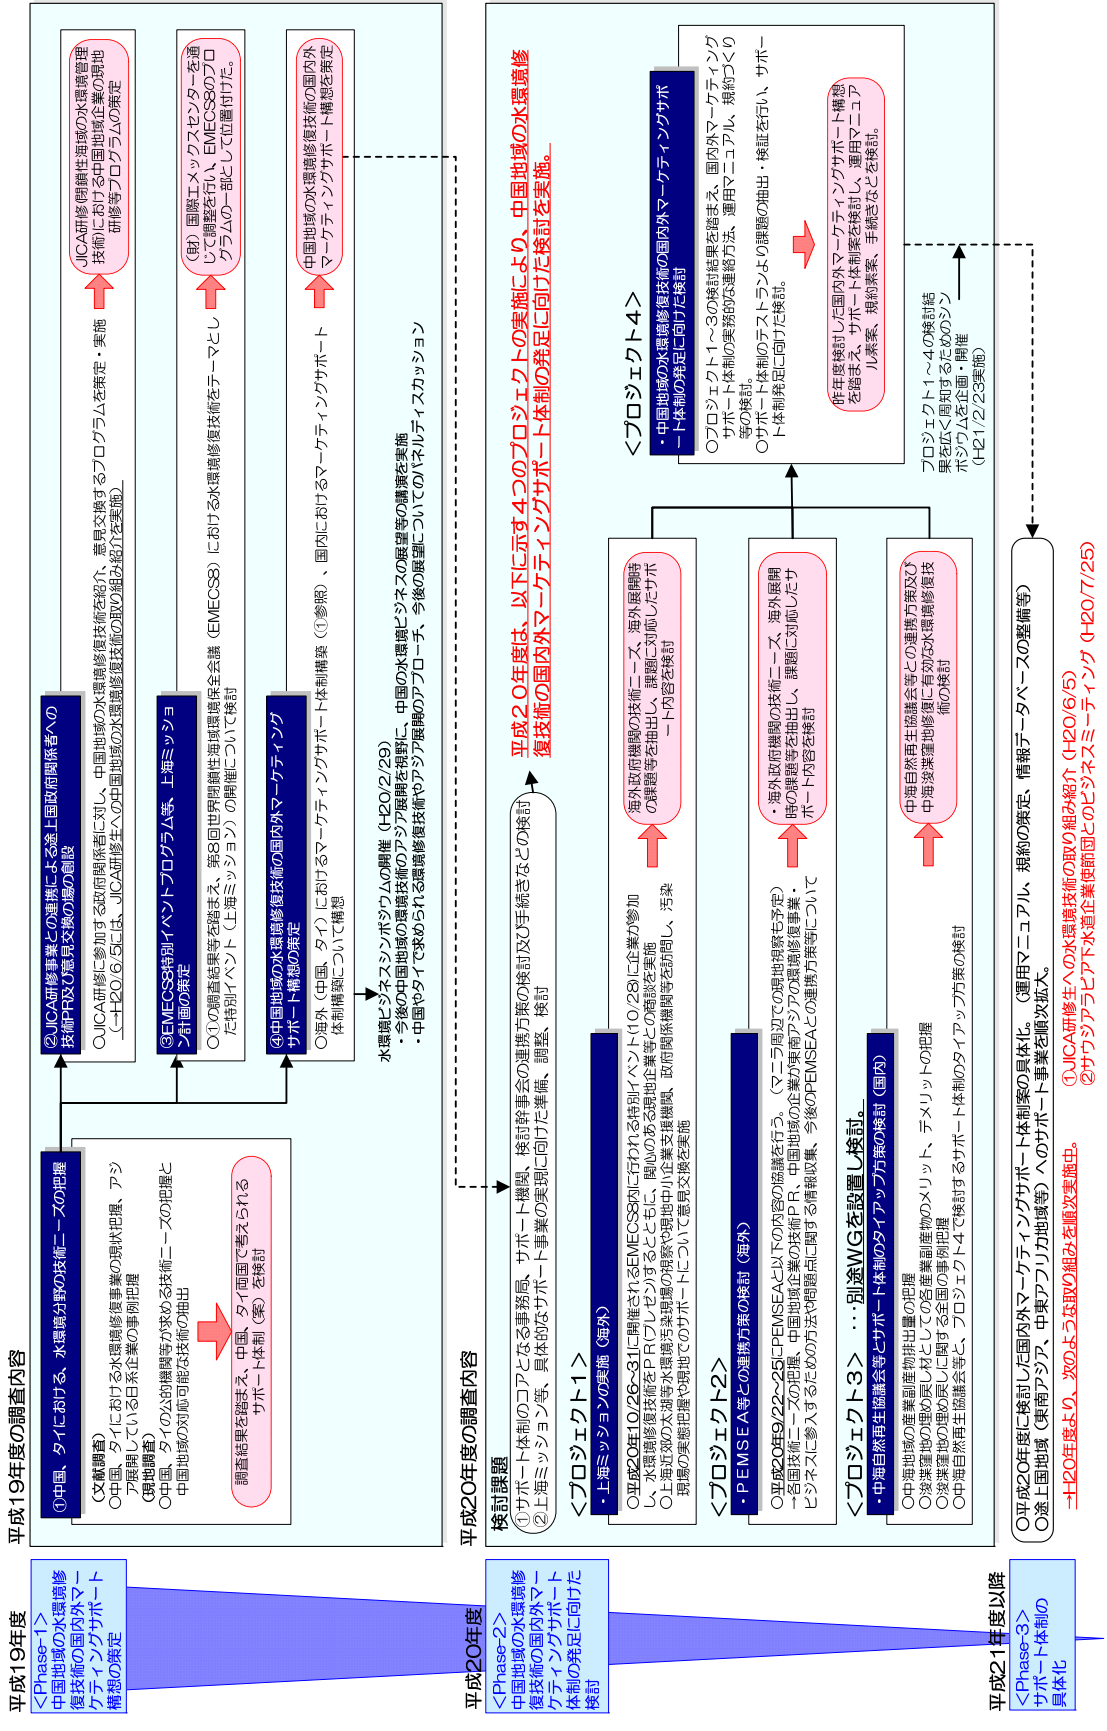 平成19年度
<Phase-1>
中国地域の水環境修
復技術の国内外マー
ケティングサポート
構想の策定
平成19年度の調査内容
①中国、タイにおける、水環境分野の技術ニーズの把握
(文献調査)
○中国、タイにおける水環境修復事業の現状把握、アジ
ア展開している日系企業の事例把握
(現地調査)
○中国、タイの公的機関等が求める技術ニーズの把握と
中国地域の対応可能な技術の抽出
調査結果を踏まえ、中国、タイ両国で考えられる
サポート体制（案）を検討
②JICA研修事業との連携による途上国政府関係者への
技術PR及び意見交換の場の創設
○JICA研修に参加する政府関係者に対し、中国地域の水環境修復技術を紹介、意見交換するプログラムを策定・実施
（→H20/6/5には、JICA研修生への中国地域の水環境修復技術の取り組み紹介を実施）
JICA研修(閉鎖性海域の水環境管理
技術)における中国地域企業の現地
研修等プログラムの策定
③EMECS8特別イベントプログラム等、上海ミッショ
ン計画の策定
○①の調査結果等を踏まえ、第8回世界閉鎖性海域環境保全会議（EMECS8）における水環境修復技術をテーマとし
た特別イベント（上海ミッション）の開催について検討
（財）国際エメックスセンターを通
じて調整を行い、EMECS8のプロ
グラムの一部として位置付けた。
④中国地域の水環境修復技術の国内外マーケティング
サポート構想の策定
○海外（中国、タイ）におけるマーケティングサポート体制構築（①参照）、国内におけるマーケティングサポート
体制構築について構想
中国地域の水環境修復技術の国内外
マーケティングサポート構想を策定
水環境ビジネスシンポジウムの開催（H20/2/29）
・今後の中国地域の環境技術のアジア展開を視野に、中国の水環境ビジネスの展望等の講演を実施
・中国やタイで求められる環境修復技術やアジア展開のアプローチ、今後の展望についてのパネルディスカッション
平成20年度
<Phase-2>
中国地域の水環境修
復技術の国内外マー
ケティングサポート
体制の発足に向けた
検討
平成20年度の調査内容
検討課題
①サポート体制のコアとなる事務局、サポート機関、検討幹事会の連携方策の検討及び手続きなどの検討
②上海ミッション等、具体的なサポート事業の実現に向けた準備、調整、検討
平成２０年度は、以下に示す４つのプロジェクトの実施により、中国地域の水環境修
復技術の国内外マーケティングサポート体制の発足に向けた検討を実施。
＜プロジェクト１＞
・上海ミッションの実施（海外）
○平成20年10/26～31に開催されるEMECS8内に行われる特別イベント(10/28)に企業が参加
し、水環境修復技術をＰＲ(プレゼン)するとともに、関心のある現地企業等との商談を実施
○上海近郊の太湖等水環境汚染現場の視察や現地中小企業支援機関、政府関係機関等を訪問し、汚染
現場の実態把握や現地でのサポートについて意見交換を実施
海外政府機関の技術ニーズ、海外展開時
の課題等を抽出し、課題に対応したサポ
ート内容を検討
＜プロジェクト2＞
・ＰＥＭＳＥＡ等との連携方策の検討（海外）
○平成20年9/22～25にPEMSEAと以下の内容の協議を行う。（マニラ周辺での現地視察も予定）
→各国技術ニーズの把握、中国地域企業の技術ＰＲ、中国地域の企業が東南アジアの環境修復事業・
ビジネスに参入するための方法や問題点に関する情報収集、今後のPEMSEAとの連携方策等について
・海外政府機関の技術ニーズ、海外展開
時の課題等を抽出し、課題に対応したサ
ポート内容を検討
＜プロジェクト３＞ ・・・別途WGを設置し検討。
・中海自然再生協議会等とサポート体制のタイアップ方策の検討（国内）
○中海地域の産業副産物排出量の把握
○浚渫窪地の埋め戻し材としての各産業副産物のメリット、デメリットの把握
○浚渫窪地の埋め戻しに関する全国の事例把握
○中海自然再生協議会等と、プロジェクト4で検討するサポート体制のタイアップ方策の検討
中海自然再生協議会等との連携方策及び
中海浚渫窪地修復に有効な水環境修復技
術の検討
＜プロジェクト４＞
・中国地域の水環境修復技術の国内外マーケティングサポ
ート体制の発足に向けた検討
○プロジェクト１～３の検討結果を踏まえ、国内外マーケティング
サポート体制の実務的な連絡方法、運用マニュアル、規約づくり
等の検討。
○サポート体制のテストランより課題の抽出・検証を行い、サポー
ト体制発足に向けた検討。
昨年度検討した国内外マーケティングサポート構想
を踏まえ、サポート体制案を検討し、運用マニュア
ル素案、規約素案、手続きなどを検討。
プロジェクト１～４の検討結
果を広く周知するためのシン
ポジウムを企画・開催
（H21/2/23実施）
平成21年度以降
<Phase-3>
サポート体制の
具体化
○平成20年度に検討した国内外マーケティングサポート体制案の具体化。（運用マニュアル、規約の策定、情報データベースの整備等）
○途上国地域（東南アジア、中東アフリカ地域等）へのサポート事業を順次拡大。
→H20年度より、次のような取り組みを順次実施中。
①JICA研修生への水環境技術の取り組み紹介（H20/6/5）
②サウジアラビア下水道企業使節団とのビジネスミーティング（H20/7/25）